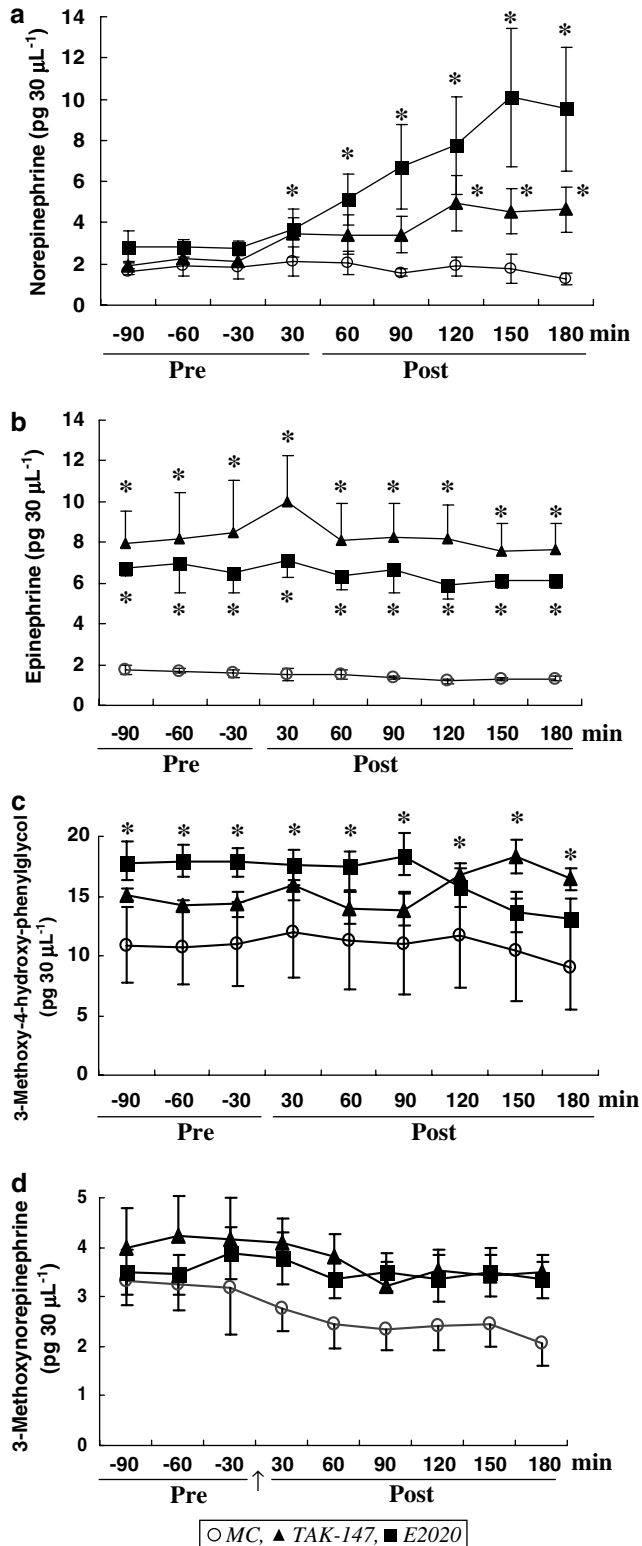 a
Norepinephrine (pg 30 µL⁻¹)
14
12
10
8
6
4
2
0
* * * * * *
* * *
-90 -60 -30 30 60 90 120 150 180 min
Pre Post
b
Epinephrine (pg 30 µL⁻¹)
14
12
10
8
6
4
2
0
* * * * * * * * *
* * * * * * * * *
-90 -60 -30 30 60 90 120 150 180 min
Pre Post
c
3-Methoxy-4-hydroxy-phenylglycol
(pg 30 µL⁻¹)
20
15
10
5
0
* * * * * * * * *
-90 -60 -30 30 60 90 120 150 180 min
Pre Post
d
3-Methoxynorepinephrine
(pg 30 µL⁻¹)
5
4
3
2
1
0
-90 -60 -30 30 60 90 120 150 180 min
Pre ↑ Post
○ MC, ▲ TAK-147, ■ E2020